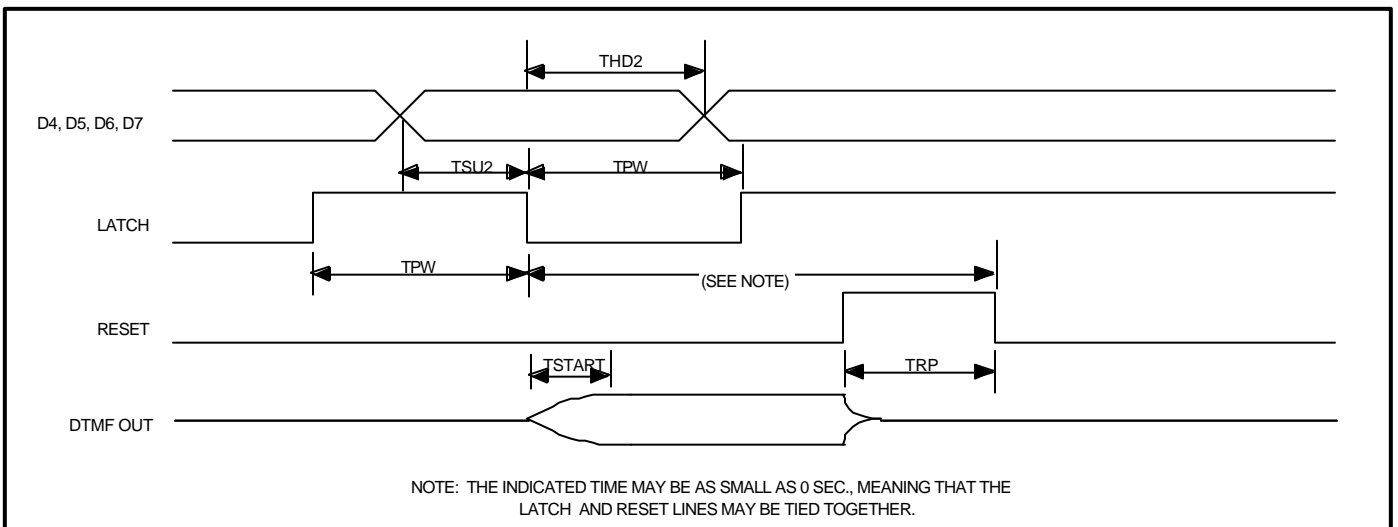 THD2
D4, D5, D6, D7
TSU2
TPW
LATCH
TPW
(SEE NOTE)
RESET
TSTART
TRP
DTMF OUT
NOTE: THE INDICATED TIME MAY BE AS SMALL AS 0 SEC., MEANING THAT THE
LATCH AND RESET LINES MAY BE TIED TOGETHER.